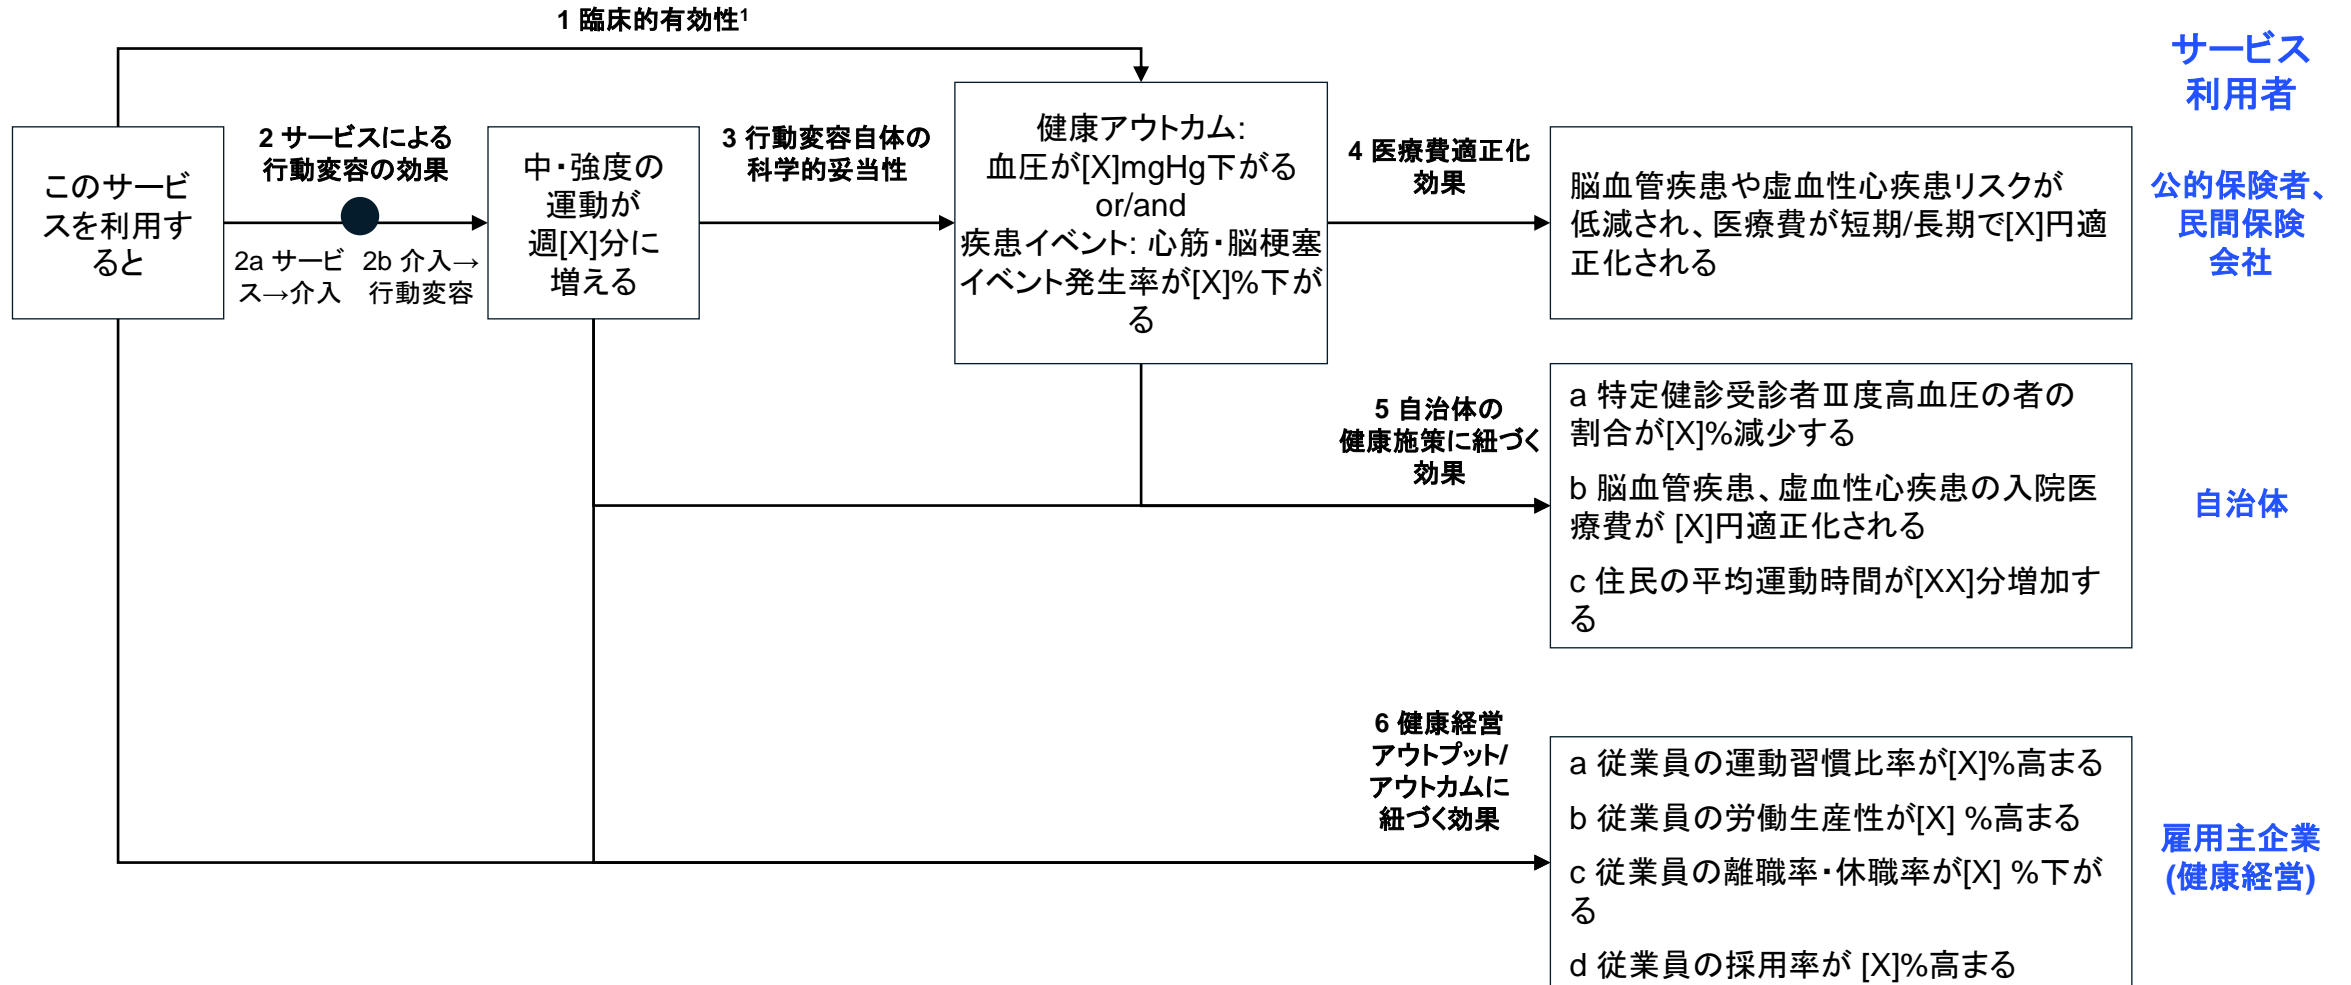 1 臨床的有効性1
サービス
利用者
このサービ
スを利用す
ると
2 サービスによる
行動変容の効果
2a サービ
ス→介入
2b 介入→
行動変容
中・強度の
運動が
週[X]分に
増える
3 行動変容自体の
科学的妥当性
健康アウトカム:
血圧が[X]mgHg下がる
or/and
疾患イベント: 心筋・脳梗塞
イベント発生率が[X]%下が
る
4 医療費適正化
効果
脳血管疾患や虚血性心疾患リスクが
低減され、医療費が短期/長期で[X]円適
正化される
公的保険者、
民間保険
会社
5 自治体の
健康施策に紐づく
効果
a 特定健診受診者Ⅲ度高血圧の者の
割合が[X]%減少する
b 脳血管疾患、虚血性心疾患の入院医
療費が [X]円適正化される
c 住民の平均運動時間が[XX]分増加す
る
自治体
6 健康経営
アウトプット/
アウトカムに
紐づく効果
a 従業員の運動習慣比率が[X]%高まる
b 従業員の労働生産性が[X] %高まる
c 従業員の離職率・休職率が[X] %下が
る
d 従業員の採用率が [X]%高まる
雇用主企業
(健康経営)